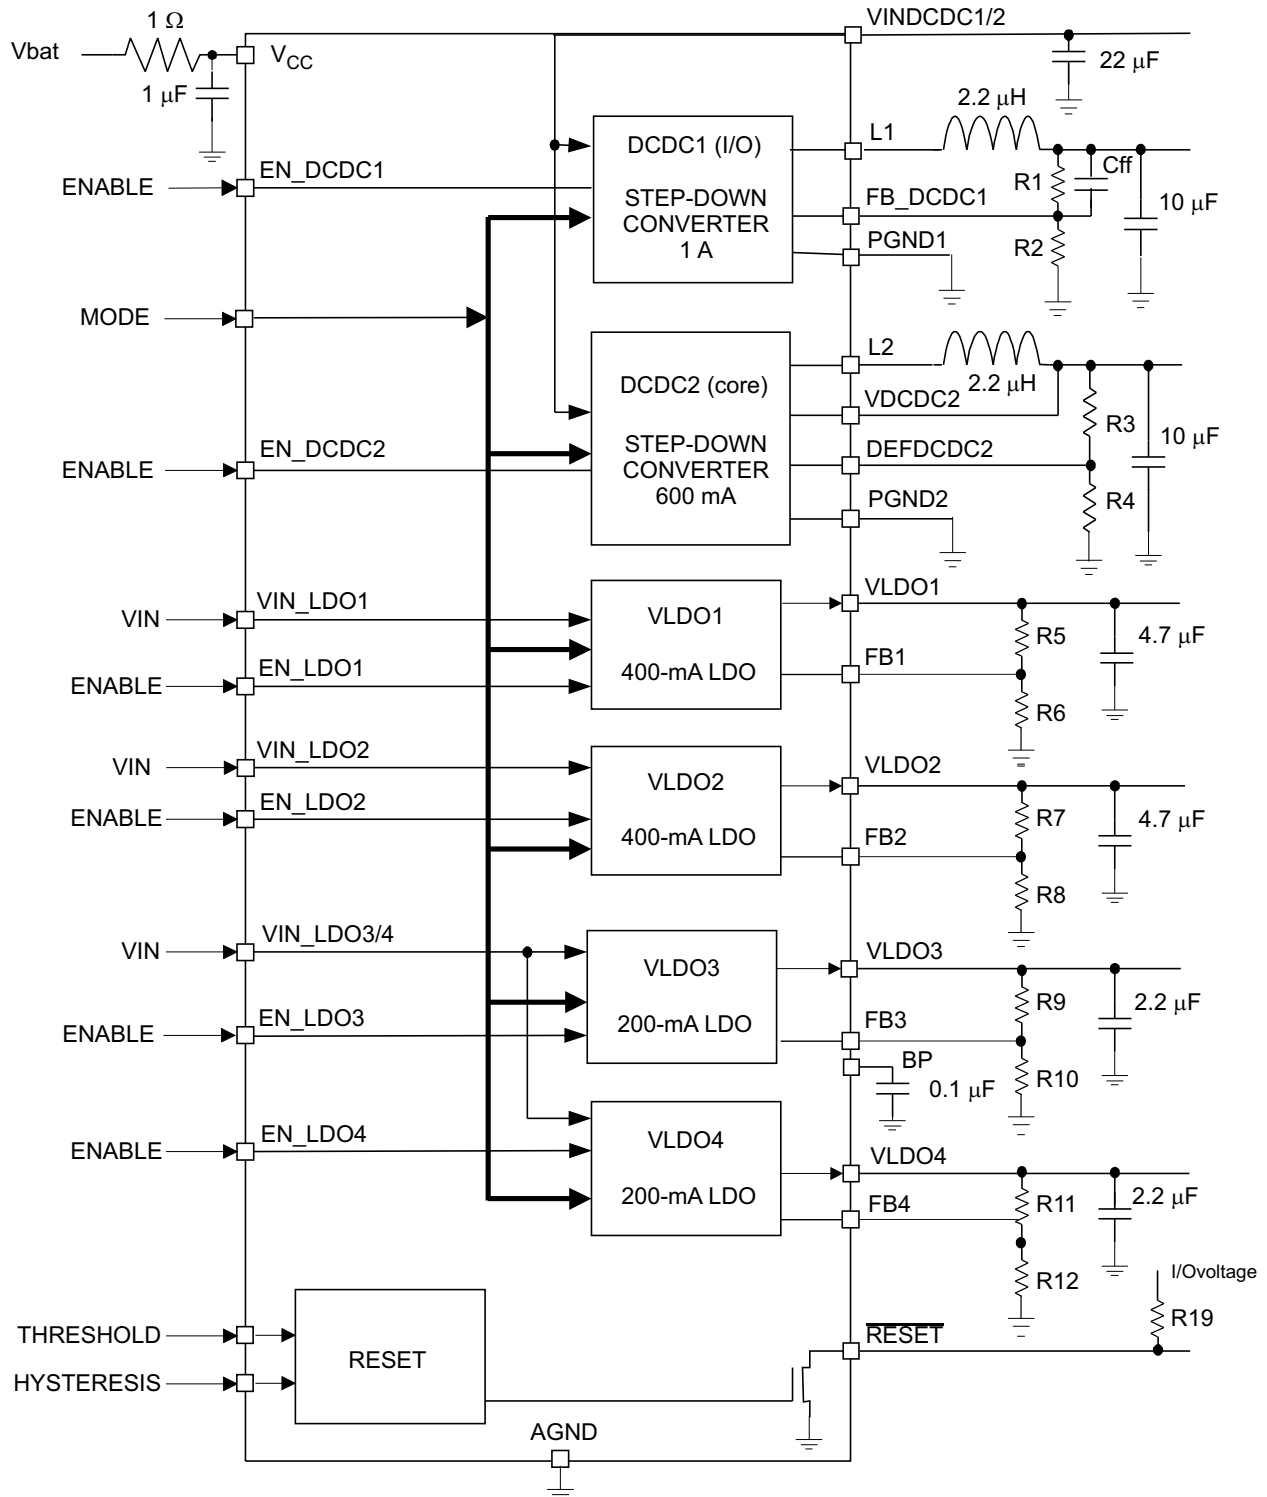 1 Ω
VINDCDC1/2
Vbat
VCC
22 μF
1 μF
2.2 μH
DCDC1 (I/O)
L1
Cff
EN_DCDC1
ENABLE
R1
STEP-DOWN
CONVERTER
1 A
FB_DCDC1
10 μF
PGND1
R2
MODE
L2
2.2 μH
DCDC2 (core)
VDCDC2
R3
10 μF
EN_DCDC2
ENABLE
STEP-DOWN
CONVERTER
600 mA
DEFDCDC2
PGND2
R4
VIN
VIN_LDO1
VLDO1
VLDO1
R5
4.7 μF
EN_LDO1
ENABLE
400-mA LDO
FB1
R6
VIN
VIN_LDO2
VLDO2
VLDO2
EN_LDO2
ENABLE
R7
4.7 μF
400-mA LDO
FB2
R8
VIN
VIN_LDO3/4
VLDO3
VLDO3
R9
2.2 μF
EN_LDO3
ENABLE
200-mA LDO
FB3
BP
0.1 μF
R10
EN_LDO4
ENABLE
VLDO4
VLDO4
200-mA LDO
FB4
R11
2.2 μF
R12
I/Ovoltage
THRESHOLD
RESET
R19
RESET
HYSTERESIS
AGND